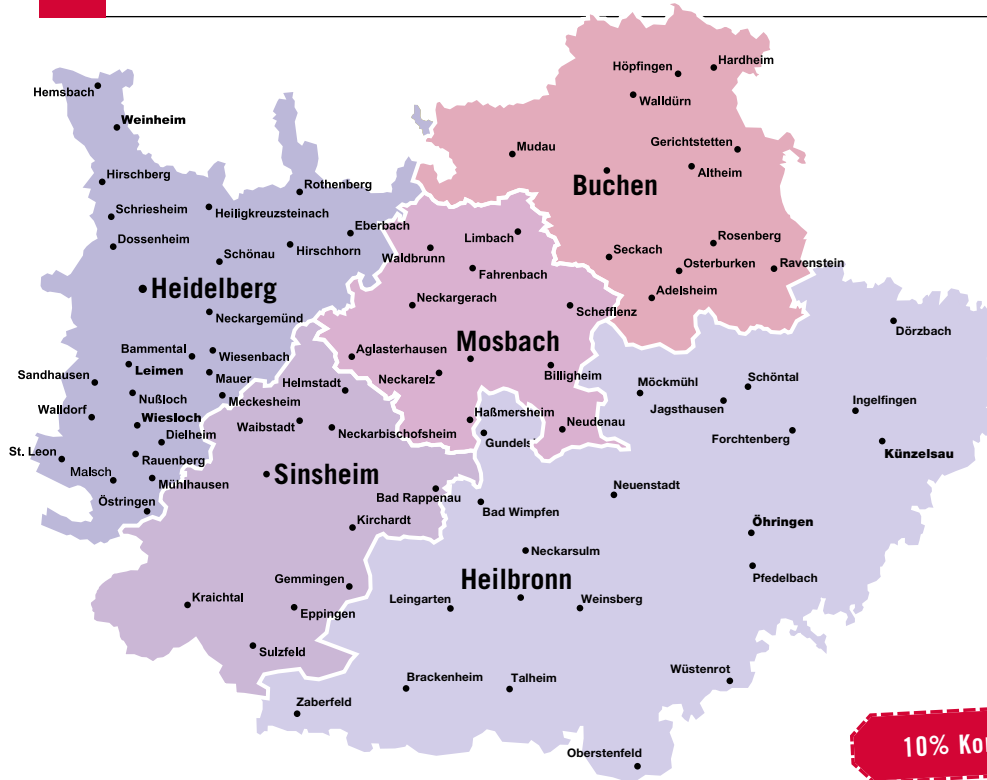 Hardheim
Höpfingen
Hemsbach
Walldürn
Weinheim
Gerichtstetten
Mudau
Altheim
Hirschberg
Buchen
Rothenberg
Schriesheim
Heiligkreuzsteinach
Eberbach
Limbach
Dossenheim
Hirschhorn
Rosenberg
Schönau
Waldbrunn
Seckach
Fahrenbach
Osterburken
Ravenstein
Heidelberg
Neckargerach
Adelsheim
Schefflenz
Neckargemünd
Dörzbach
Mosbach
Bammental
Wiesenbach
Aglasterhausen
Leimen
Sandhausen
Mauer
Helmstadt
Neckarelz
Billigheim
Möckmühl
Schöntal
Nußloch
Meckesheim
Jagsthausen
Walldorf
Wiesloch
Haßmersheim
Ingelfingen
Waibstadt
Neckarbischofsheim
Neudenau
Dielheim
Gundels
Forchtenberg
St. Leon
Rauenberg
Künzelsau
Malsch
Mühlhausen
Sinsheim
Bad Rappenau
Neuenstadt
Östringen
Bad Wimpfen
Kirchardt
Öhringen
Neckarsulm
Gemmingen
Heilbronn
Pfedelbach
Kraichtal
Leingarten
Weinsberg
Eppingen
Sulzfeld
Wüstenrot
Brackenheim
Talheim
Zaberfeld
Oberstenfeld
10% Kor